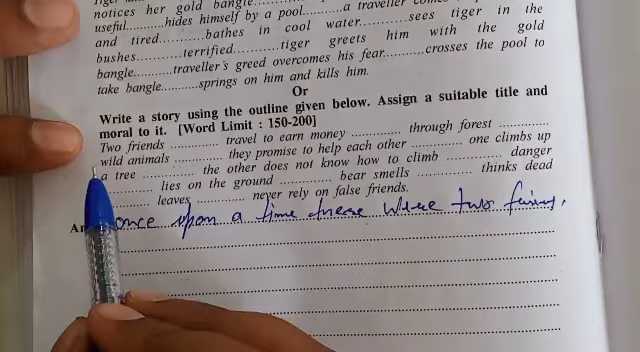 notices her gold bangle..........
useful..........hides himself by a pool..........a traveller
and tired..........bathes in cool water..........sees tiger in the
bushes..........terrified..........tiger greets him with the gold
bangle..........traveller's greed overcomes his fear..........crosses the pool to
take bangle..........springs on him and kills him.
Or
Write a story using the outline given below. Assign a suitable title and
moral to it. [Word Limit : 150-200]
Two friends .............. travel to earn money .............. through forest ..............
wild animals .............. they promise to help each other .............. one climbs up
a tree .............. the other does not know how to climb .............. danger
.............. lies on the ground .............. bear smells .............. thinks dead
leaves .............. never rely on false friends.
once upon a time there were two